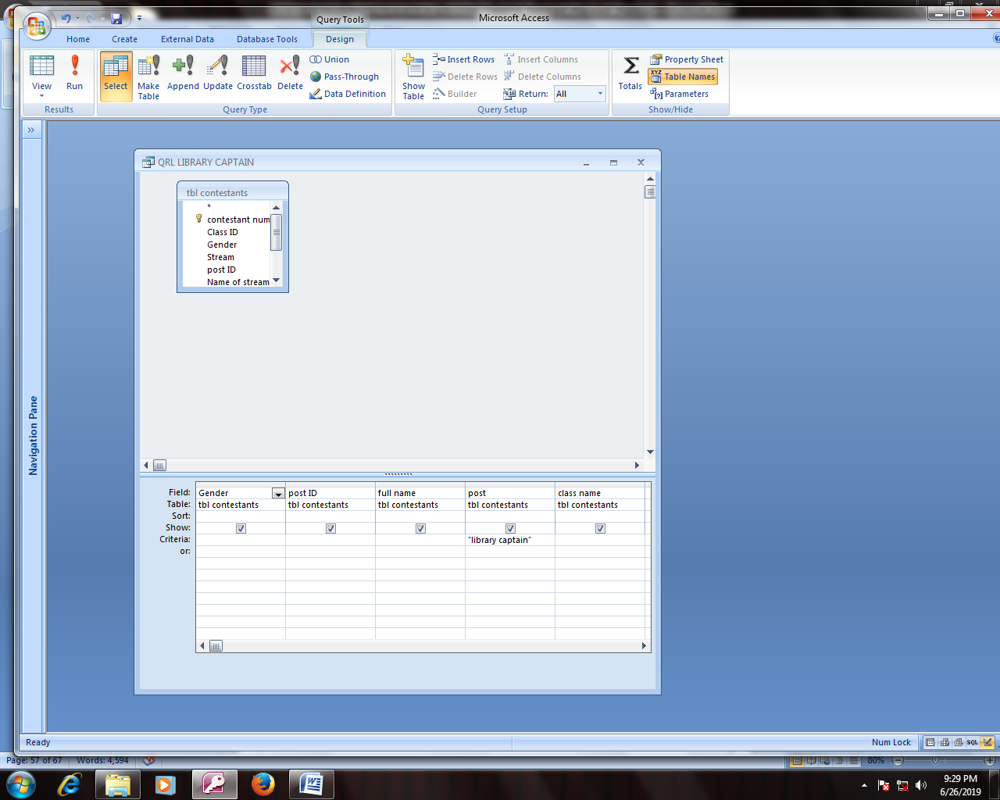 Query Tools
Microsoft Access
Home Create External Data Database Tools Design
View
Run
Select
Make Table
Append
Update
Crosstab
Delete
Union
Pass-Through
Data Definition
Show Table
Insert Rows
Delete Rows
Builder
Insert Columns
Delete Columns
Return: All
Totals
Property Sheet
XYZ Table Names
Parameters
Results
Query Type
Query Setup
Show/Hide
»
Navigation Pane
QRL LIBRARY CAPTAIN
tbl contestants
*
contestant num
Class ID
Gender
Stream
post ID
Name of stream
Field: Gender post ID full name post class name
Table: tbl contestants tbl contestants tbl contestants tbl contestants tbl contestants
Sort:
Show:
Criteria: "library captain"
or:
Ready
Num Lock
SQL
Page: 57 of 67 Words: 4,594
80%
9:29 PM
6/26/2019